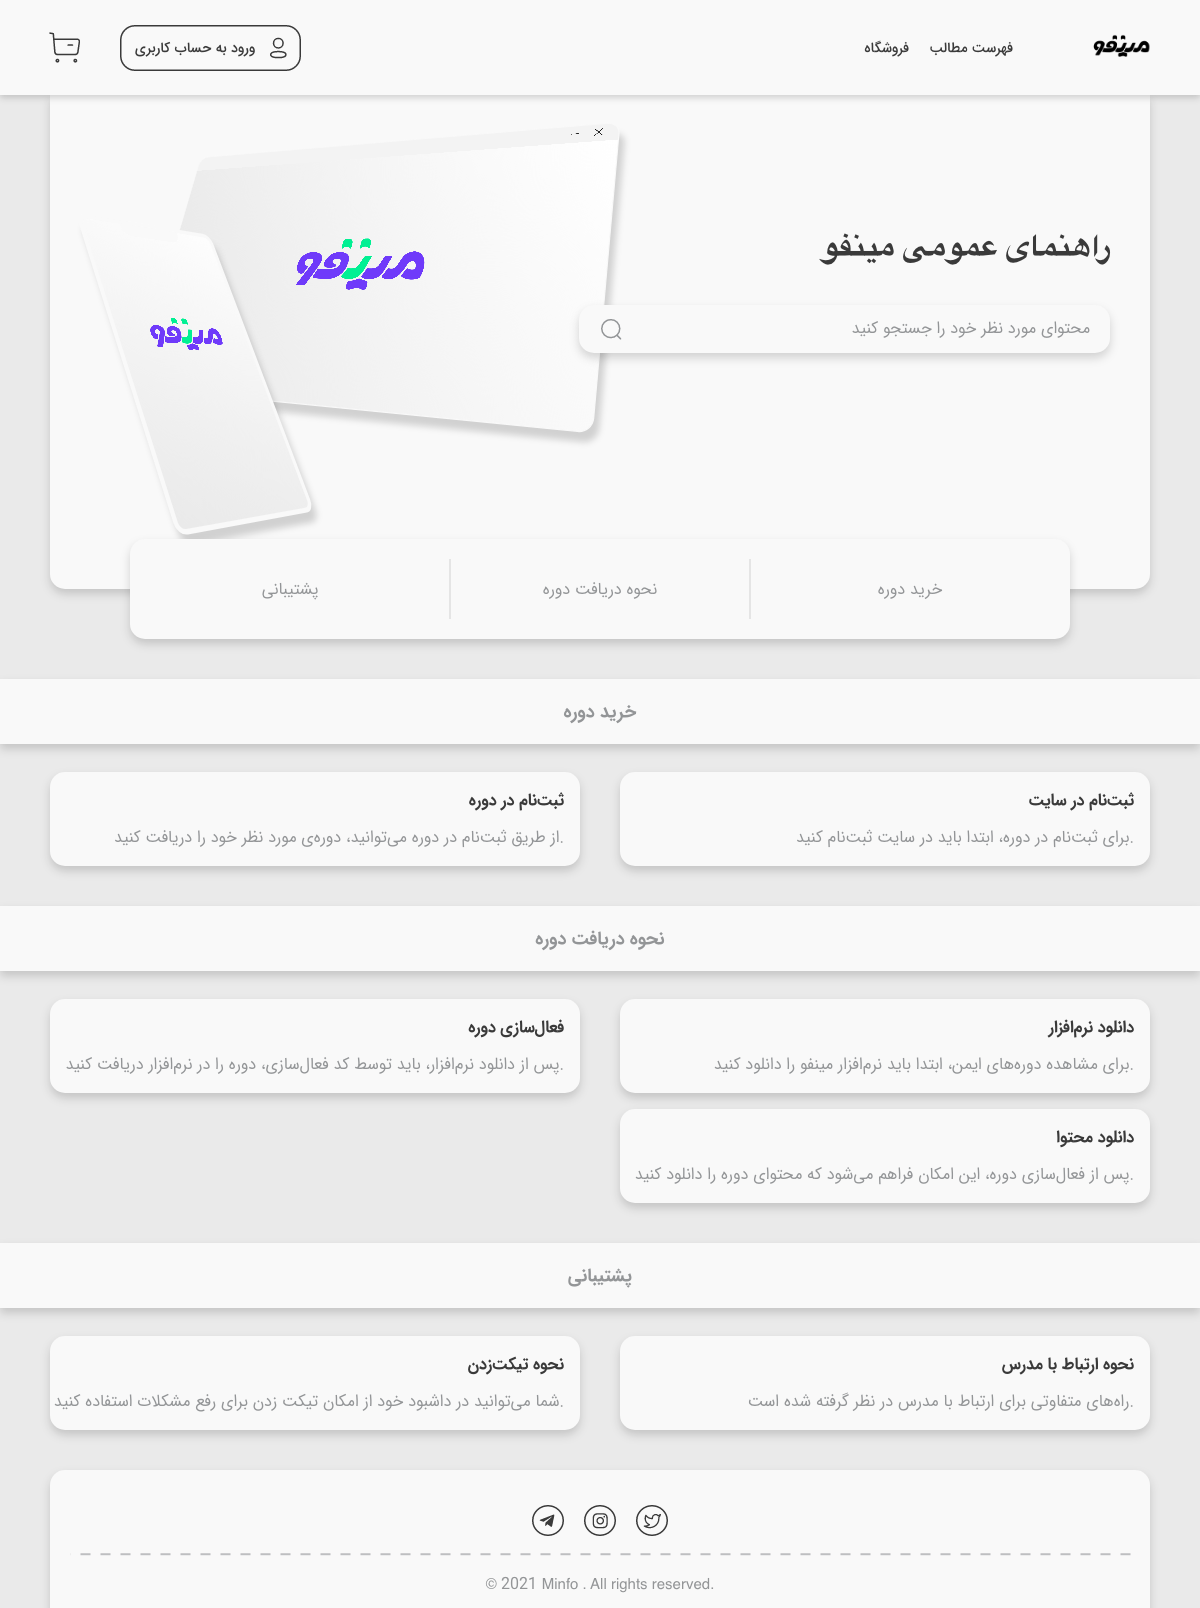 مینفو
فهرست مطالب
فروشگاه
ورود به حساب کاربری
مینفو
مینفو
راهنمای عمومی مینفو
محتوای مورد نظر خود را جستجو کنید
خرید دوره
نحوه دریافت دوره
پشتیبانی
خرید دوره
ثبت‌نام در سایت
برای ثبت‌نام در دوره، ابتدا باید در سایت ثبت‌نام کنید.
ثبت‌نام در دوره
از طریق ثبت‌نام در دوره می‌توانید، دوره‌ی مورد نظر خود را دریافت کنید.
نحوه دریافت دوره
دانلود نرم‌افزار
برای مشاهده دوره‌های ایمن، ابتدا باید نرم‌افزار مینفو را دانلود کنید.
فعال‌سازی دوره
پس از دانلود نرم‌افزار، باید توسط کد فعال‌سازی، دوره را در نرم‌افزار دریافت کنید.
دانلود محتوا
پس از فعال‌سازی دوره، این امکان فراهم می‌شود که محتوای دوره را دانلود کنید.
پشتیبانی
نحوه ارتباط با مدرس
راه‌های متفاوتی برای ارتباط با مدرس در نظر گرفته شده است.
نحوه تیکت‌زدن
شما می‌توانید در داشبود خود از امکان تیکت زدن برای رفع مشکلات استفاده کنید.
© 2021 Minfo . All rights reserved.